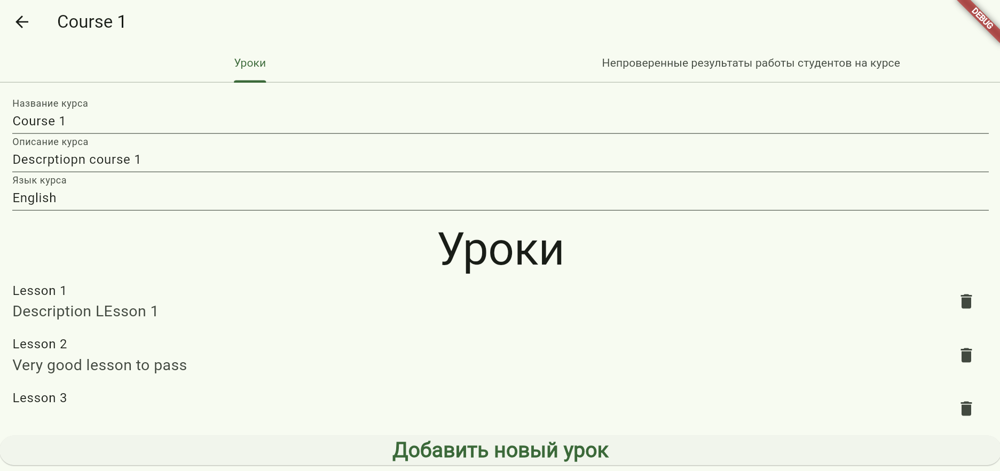 Course 1
DEBUG
Уроки
Непроверенные результаты работы студентов на курсе
Название курса
Course 1
Описание курса
Descrptiopn course 1
Язык курса
English
Уроки
Lesson 1
Description LEsson 1
Lesson 2
Very good lesson to pass
Lesson 3
Добавить новый урок